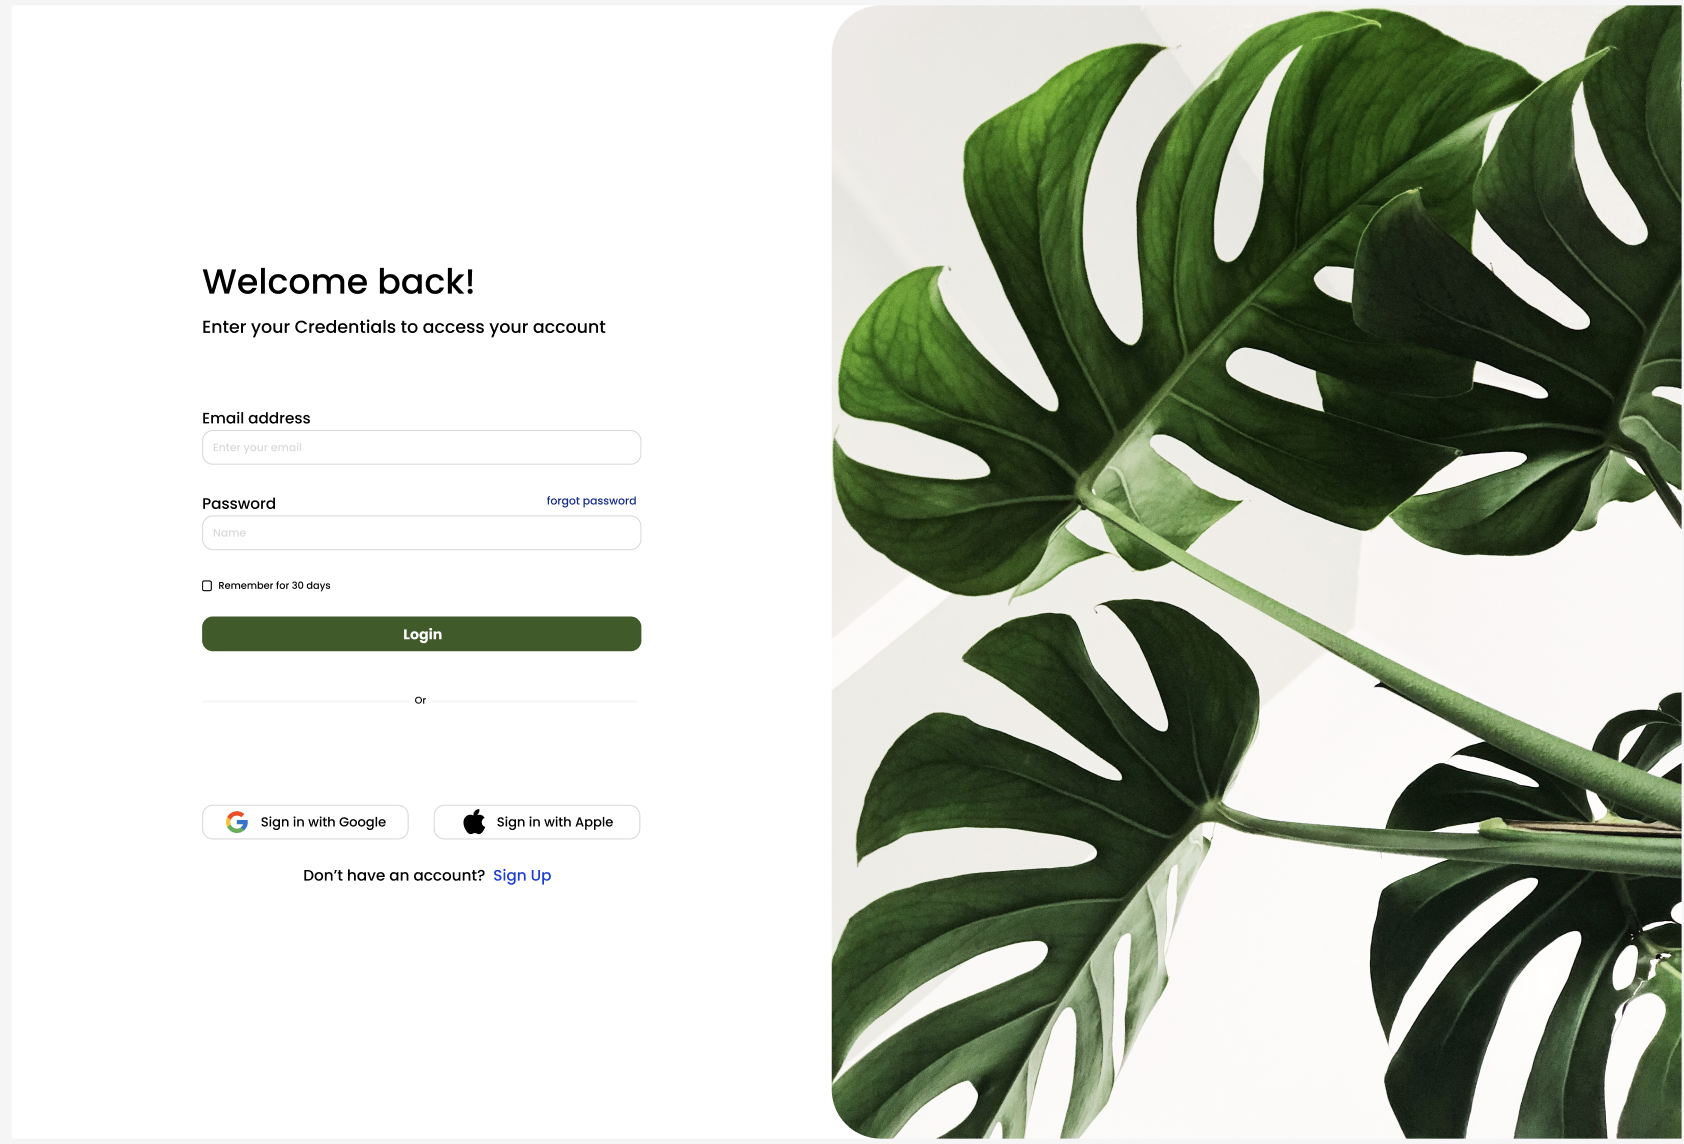 Welcome back!
Enter your Credentials to access your account
Email address
Enter your email
Password forgot password
Name
Remember for 30 days
Login
Or
Sign in with Google Sign in with Apple
Don’t have an account? Sign Up